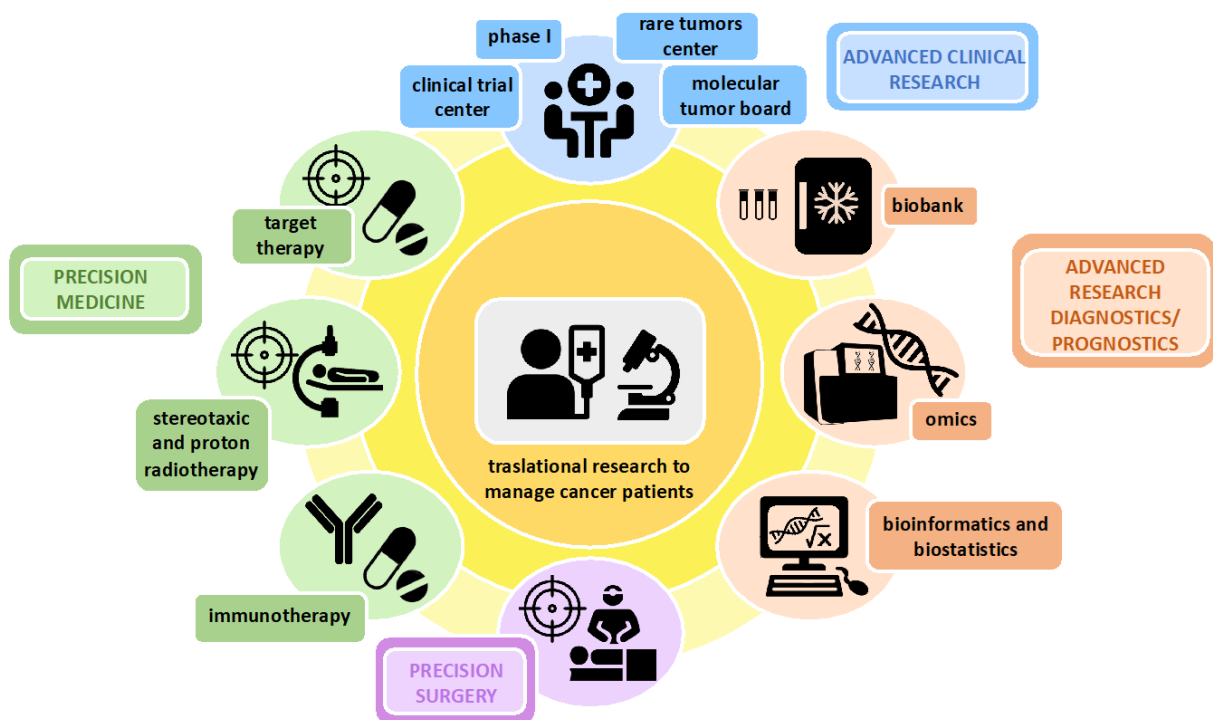 phase I
rare tumors
center
clinical trial
center
molecular
tumor board
ADVANCED CLINICAL
RESEARCH
target
therapy
biobank
PRECISION
MEDICINE
ADVANCED
RESEARCH
DIAGNOSTICS/
PROGNOSTICS
stereotaxic
and proton
radiotherapy
omics
traslational research to
manage cancer patients
bioinformatics and
biostatistics
√x
immunotherapy
PRECISION
SURGERY